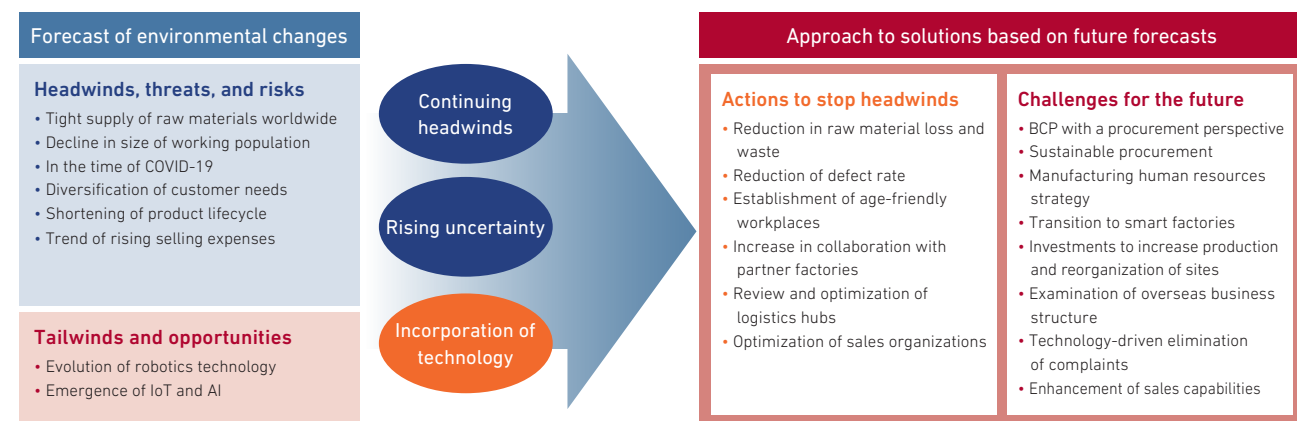 Forecast of environmental changes
Headwinds, threats, and risks
• Tight supply of raw materials worldwide
• Decline in size of working population
• In the time of COVID-19
• Diversification of customer needs
• Shortening of product lifecycle
• Trend of rising selling expenses
Tailwinds and opportunities
• Evolution of robotics technology
• Emergence of IoT and AI
Continuing
headwinds
Rising uncertainty
Incorporation of
technology
Approach to solutions based on future forecasts
Actions to stop headwinds
• Reduction in raw material loss and
waste
• Reduction of defect rate
• Establishment of age-friendly
workplaces
• Increase in collaboration with
partner factories
• Review and optimization of
logistics hubs
• Optimization of sales organizations
Challenges for the future
• BCP with a procurement perspective
• Sustainable procurement
• Manufacturing human resources
strategy
• Transition to smart factories
• Investments to increase production
and reorganization of sites
• Examination of overseas business
structure
• Technology-driven elimination
of complaints
• Enhancement of sales capabilities